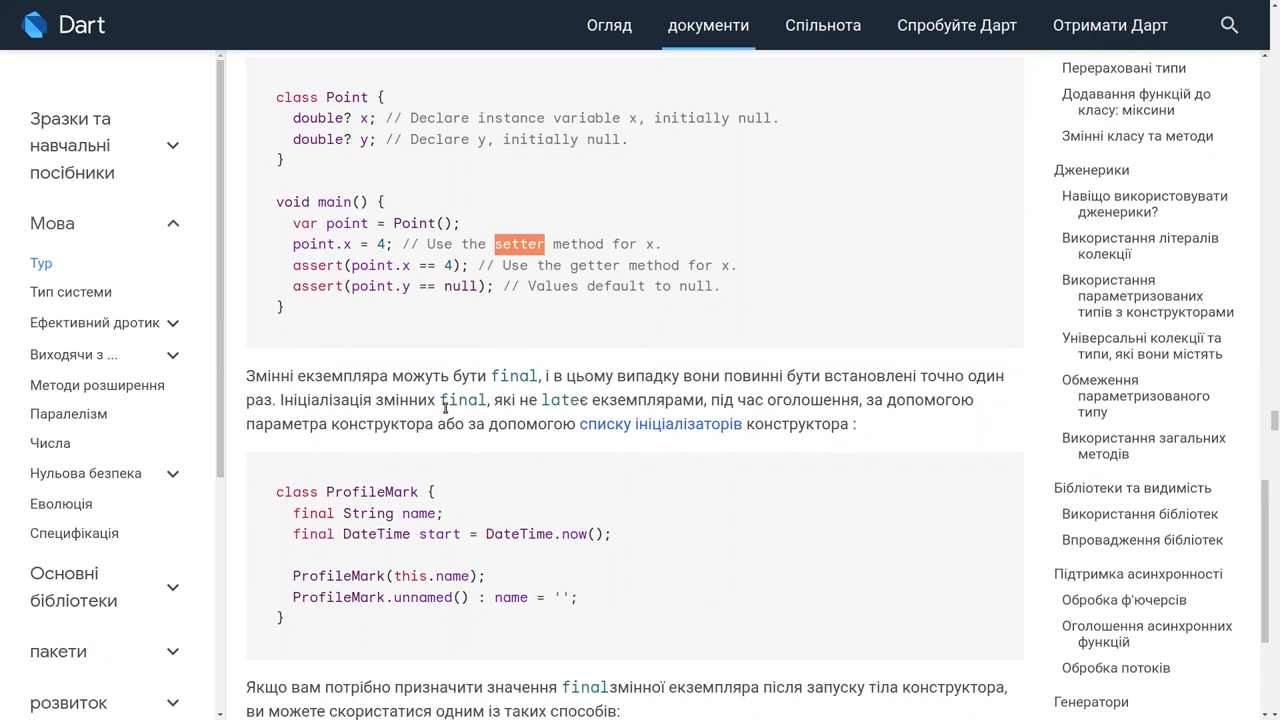 Dart
Огляд
документи
Спільнота
Спробуйте Дарт
Отримати Дарт
Зразки та
навчальні
посібники
Мова
Тур
Тип системи
Ефективний дротик
Виходячи з ...
Методи розширення
Паралелізм
Числа
Нульова безпека
Еволюція
Специфікація
Основні
бібліотеки
пакети
розвиток
class Point {
double? x; // Declare instance variable x, initially null.
double? y; // Declare y, initially null.
}
void main() {
var point = Point();
point.x = 4; // Use the setter method for x.
assert(point.x == 4); // Use the getter method for x.
assert(point.y == null); // Values default to null.
}
Змінні екземпляра можуть бути final, і в цьому випадку вони повинні бути встановлені точно один
раз. Ініціалізація змінних final, які не lateє екземплярами, під час оголошення, за допомогою
параметра конструктора або за допомогою списку ініціалізаторів конструктора :
class ProfileMark {
final String name;
final DateTime start = DateTime.now();
ProfileMark(this.name);
ProfileMark.unnamed() : name = '';
}
Якщо вам потрібно призначити значення finalзмінної екземпляра після запуску тіла конструктора,
ви можете скористатися одним із таких способів:
Перераховані типи
Додавання функцій до
класу: міксини
Змінні класу та методи
Дженерики
Навіщо використовувати
дженерики?
Використання літералів
колекції
Використання
параметризованих
типів з конструкторами
Універсальні колекції та
типи, які вони містять
Обмеження
параметризованого
типу
Використання загальних
методів
Бібліотеки та видимість
Використання бібліотек
Впровадження бібліотек
Підтримка асинхронності
Обробка ф'ючерсів
Оголошення асинхронних
функцій
Обробка потоків
Генератори